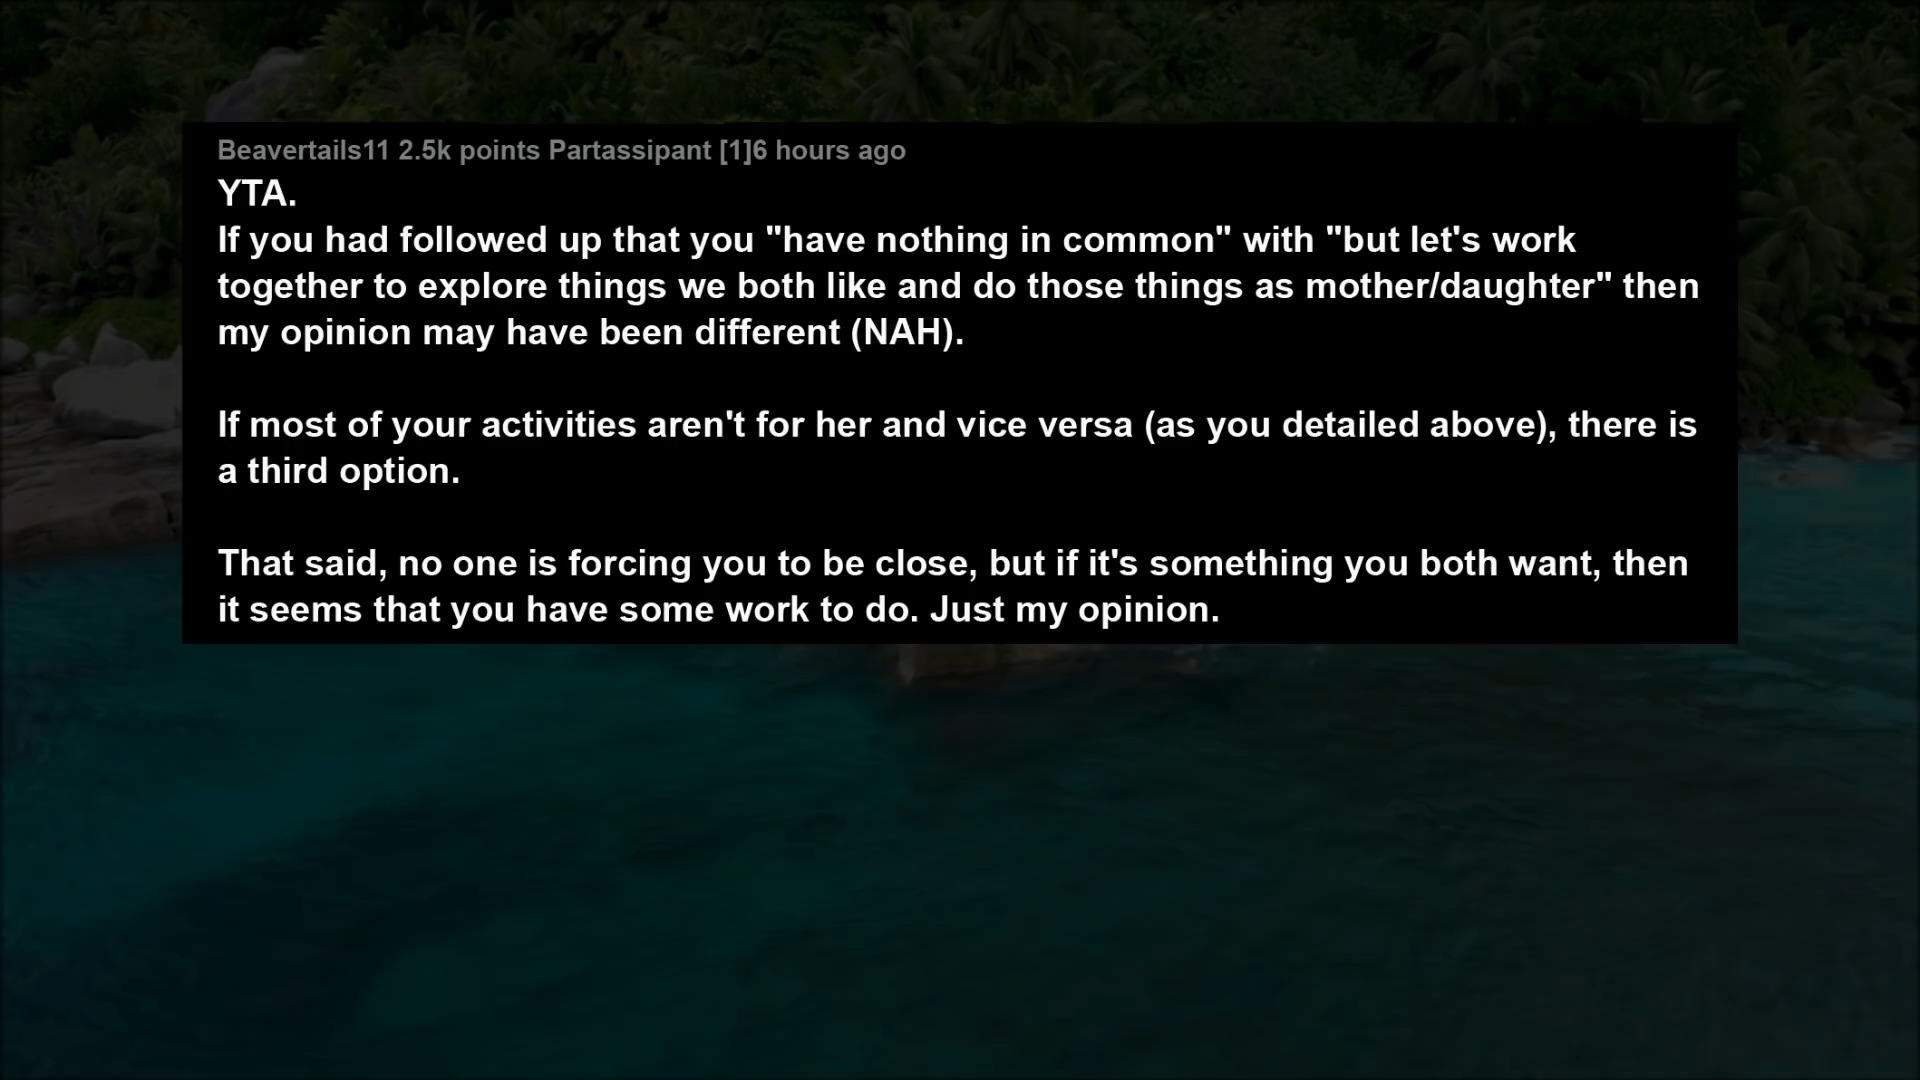 Beavertails11 2.5k points Partassipant [1]6 hours ago
YTA.
If you had followed up that you "have nothing in common" with "but let's work
together to explore things we both like and do those things as mother/daughter" then
my opinion may have been different (NAH).
If most of your activities aren't for her and vice versa (as you detailed above), there is
a third option.
That said, no one is forcing you to be close, but if it's something you both want, then
it seems that you have some work to do. Just my opinion.